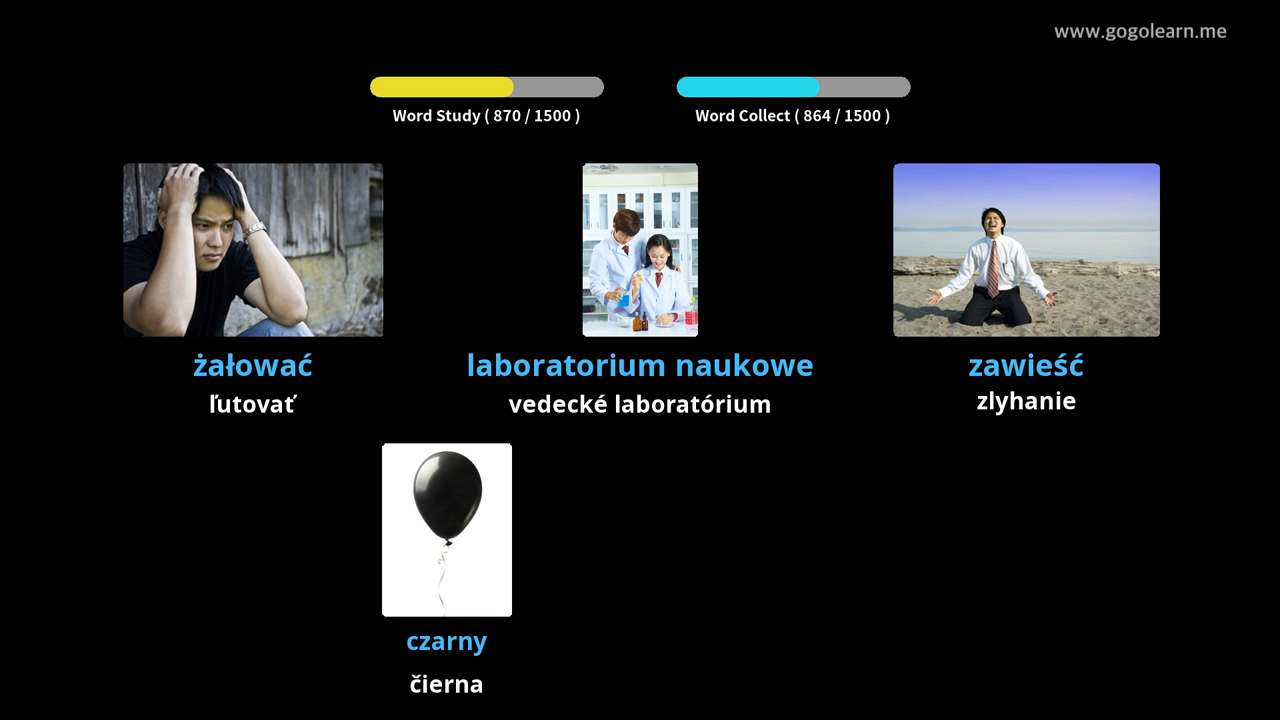 www.gogolearn.me
Word Study ( 870 / 1500 )
Word Collect ( 864 / 1500 )
żałować
ľutovať
laboratorium naukowe
vedecké laboratórium
zawieść
zlyhanie
czarny
čierna